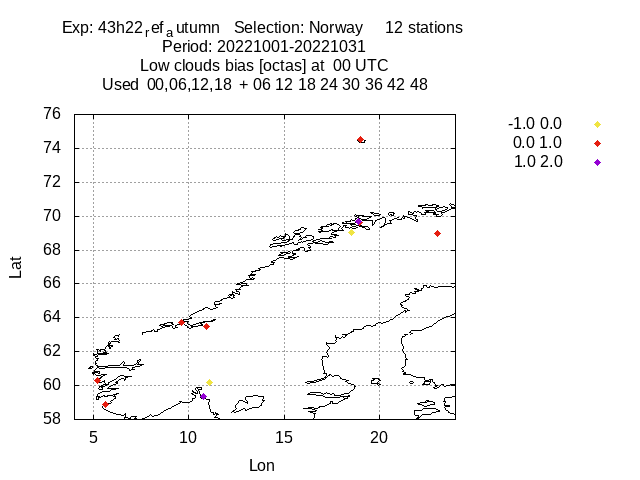 Exp: 43h22refautumn Selection: Norway 12 stations
Period: 20221001-20221031
Low clouds bias [octas] at 00 UTC
Used 00,06,12,18 + 06 12 18 24 30 36 42 48
-1.0 0.0
0.0 1.0
1.0 2.0
76
74
72
70
68
66
64
62
60
58
Lat
5 10 15 20
Lon